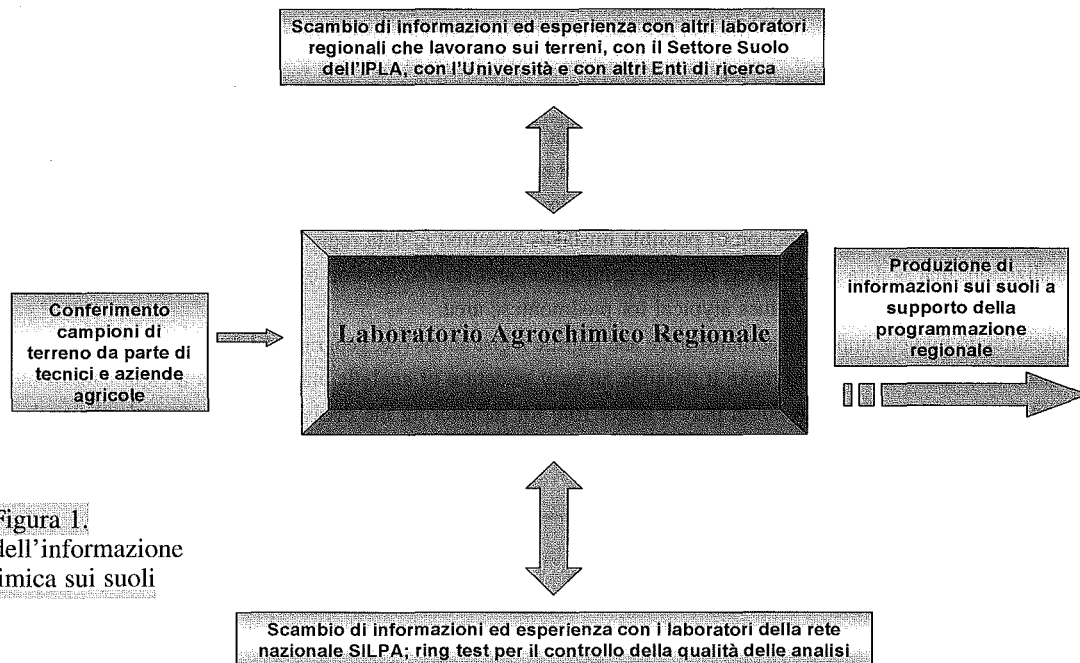 Scambio di informazioni ed esperienza con altri laboratori
regionali che lavorano sui terreni, con il Settore Suolo
dell'IPLA, con l'Università e con altri Enti di ricerca
Conferimento
campioni di
terreno da parte di
tecnici e aziende
agricole
Laboratorio Agrochimico Regionale
Produzione di
informazioni sui suoli a
supporto della
programmazione
regionale
Figura 1.
dell'informazione
imica sui suoli
Scambio di informazioni ed esperienza con i laboratori della rete
nazionale SILPA; ring test per il controllo della qualità delle analisi